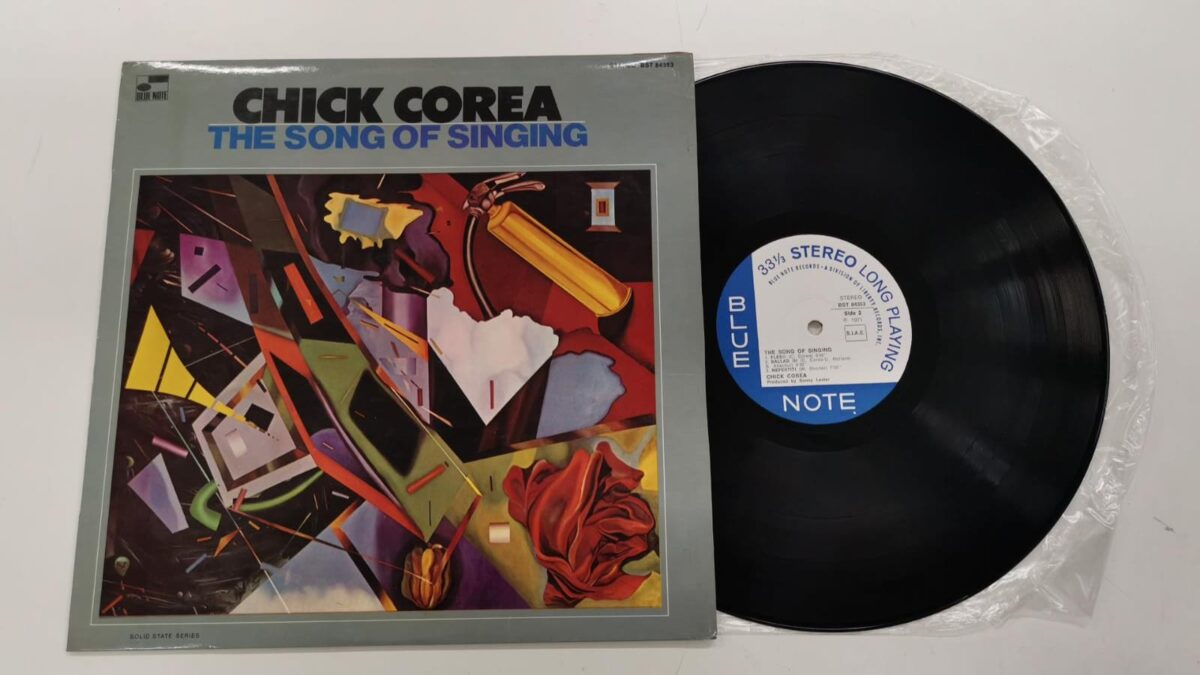 BST 84353
BLUE NOTE
CHICK COREA
THE SONG OF SINGING
SOLID STATE SERIES
33⅓ STEREO LONG PLAYING
BLUE NOTE RECORDS • A DIVISION OF LIBERTY RECORDS, INC.
STEREO
BST 84353
Side 2
℗ 1971
THE SONG OF SINGING
CHICK COREA
Produced by Sonny Lester
BLUE
NOTE